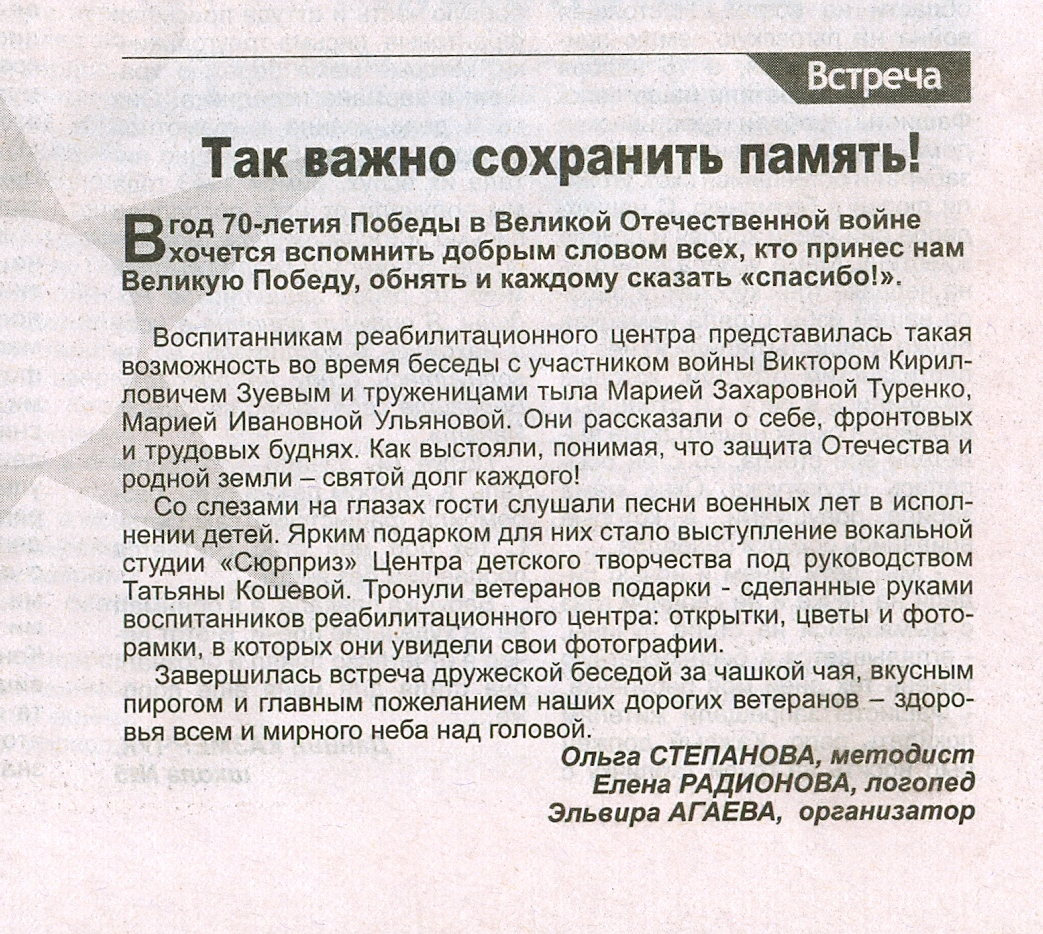 Встреча
Так важно сохранить память!
В год 70-летия Победы в Великой Отечественной войне
хочется вспомнить добрым словом всех, кто принес нам
Великую Победу, обнять и каждому сказать «спасибо!».
Воспитанникам реабилитационного центра представилась такая
возможность во время беседы с участником войны Виктором Кирил-
ловичем Зуевым и труженицами тыла Марией Захаровной Туренко,
Марией Ивановной Ульяновой. Они рассказали о себе, фронтовых
и трудовых буднях. Как выстояли, понимая, что защита Отечества и
родной земли – святой долг каждого!
Со слезами на глазах гости слушали песни военных лет в испол-
нении детей. Ярким подарком для них стало выступление вокальной
студии «Сюрприз» Центра детского творчества под руководством
Татьяны Кошевой. Тронули ветеранов подарки - сделанные руками
воспитанников реабилитационного центра: открытки, цветы и фото-
рамки, в которых они увидели свои фотографии.
Завершилась встреча дружеской беседой за чашкой чая, вкусным
пирогом и главным пожеланием наших дорогих ветеранов – здоро-
вья всем и мирного неба над головой.
Ольга СТЕПАНОВА, методист
Елена РАДИОНОВА, логопед
Эльвира АГАЕВА, организатор